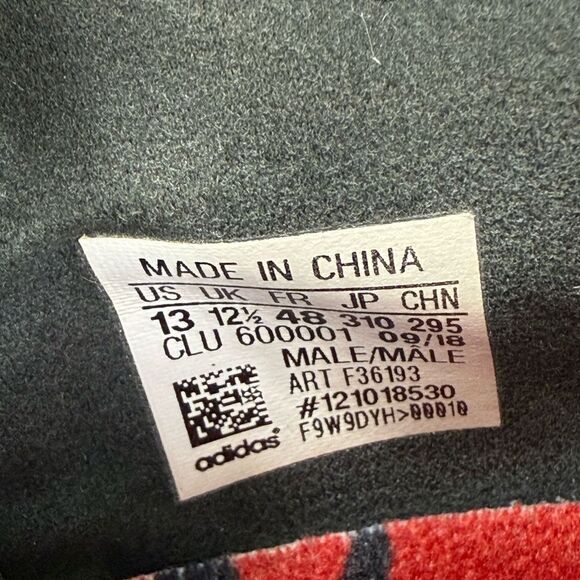 MADE IN CHINA
US UK FR JP CHN
13 12½ 48 310 295
CLU 600001 09/18
MALE/MÂLE
ART F36193
#121018530
F9W9DYH>00010
adidas